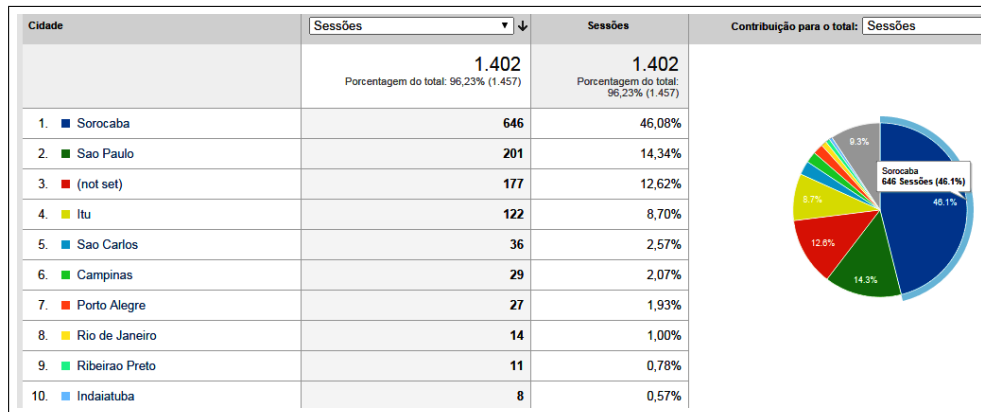 Cidade Sessões Sessões Contribuição para o total: Sessões
1.402 1.402
Porcentagem do total: 96,23% (1.457) Porcentagem do total:
96,23% (1.457)
1. Sorocaba 646 46,08%
2. Sao Paulo 201 14,34%
3. (not set) 177 12,62%
4. Itu 122 8,70%
5. Sao Carlos 36 2,57%
6. Campinas 29 2,07%
7. Porto Alegre 27 1,93%
8. Rio de Janeiro 14 1,00%
9. Ribeirao Preto 11 0,78%
10. Indaiatuba 8 0,57%
9.3%
Sorocaba
646 Sessões (46.1%)
8.7% 46.1%
12.6%
14.3%